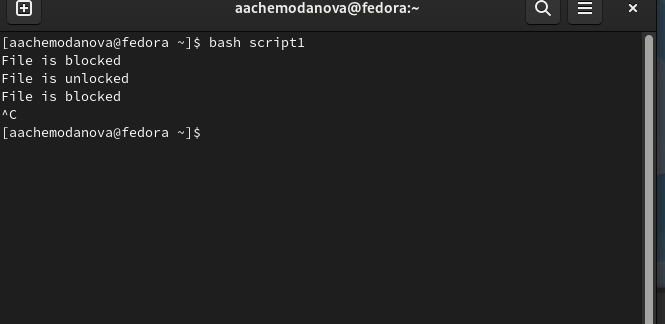 aachemodanova@fedora:~
[aachemodanova@fedora ~]$ bash script1
File is blocked
File is unlocked
File is blocked
^C
[aachemodanova@fedora ~]$